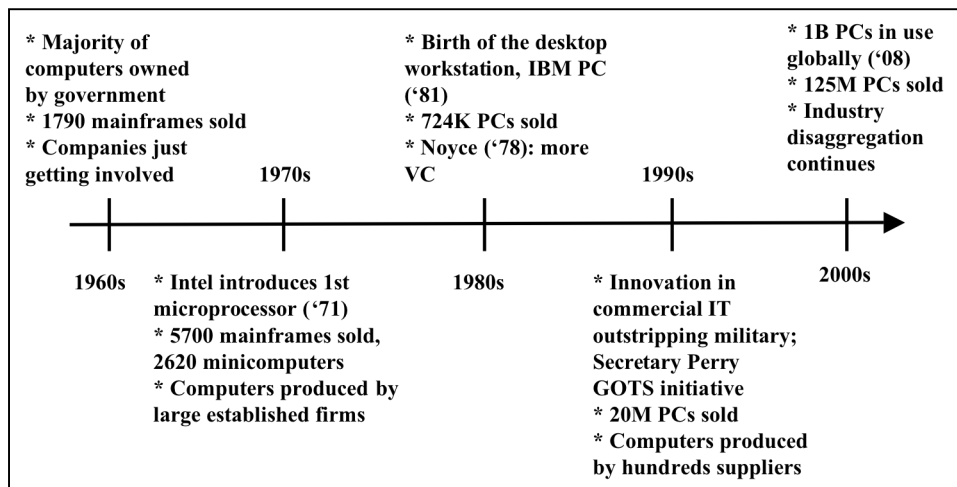 * Majority of
computers owned
by government
* 1790 mainframes sold
* Companies just
getting involved
1960s
1970s
* Intel introduces 1st
microprocessor (‘71)
* 5700 mainframes sold,
2620 minicomputers
* Computers produced by
large established firms
* Birth of the desktop
workstation, IBM PC
(‘81)
* 724K PCs sold
* Noyce (‘78): more
VC
1980s
1990s
* Innovation in
commercial IT
outstripping military;
Secretary Perry
GOTS initiative
* 20M PCs sold
* Computers produced
by hundreds suppliers
* 1B PCs in use
globally (‘08)
* 125M PCs sold
* Industry
disaggregation
continues
2000s